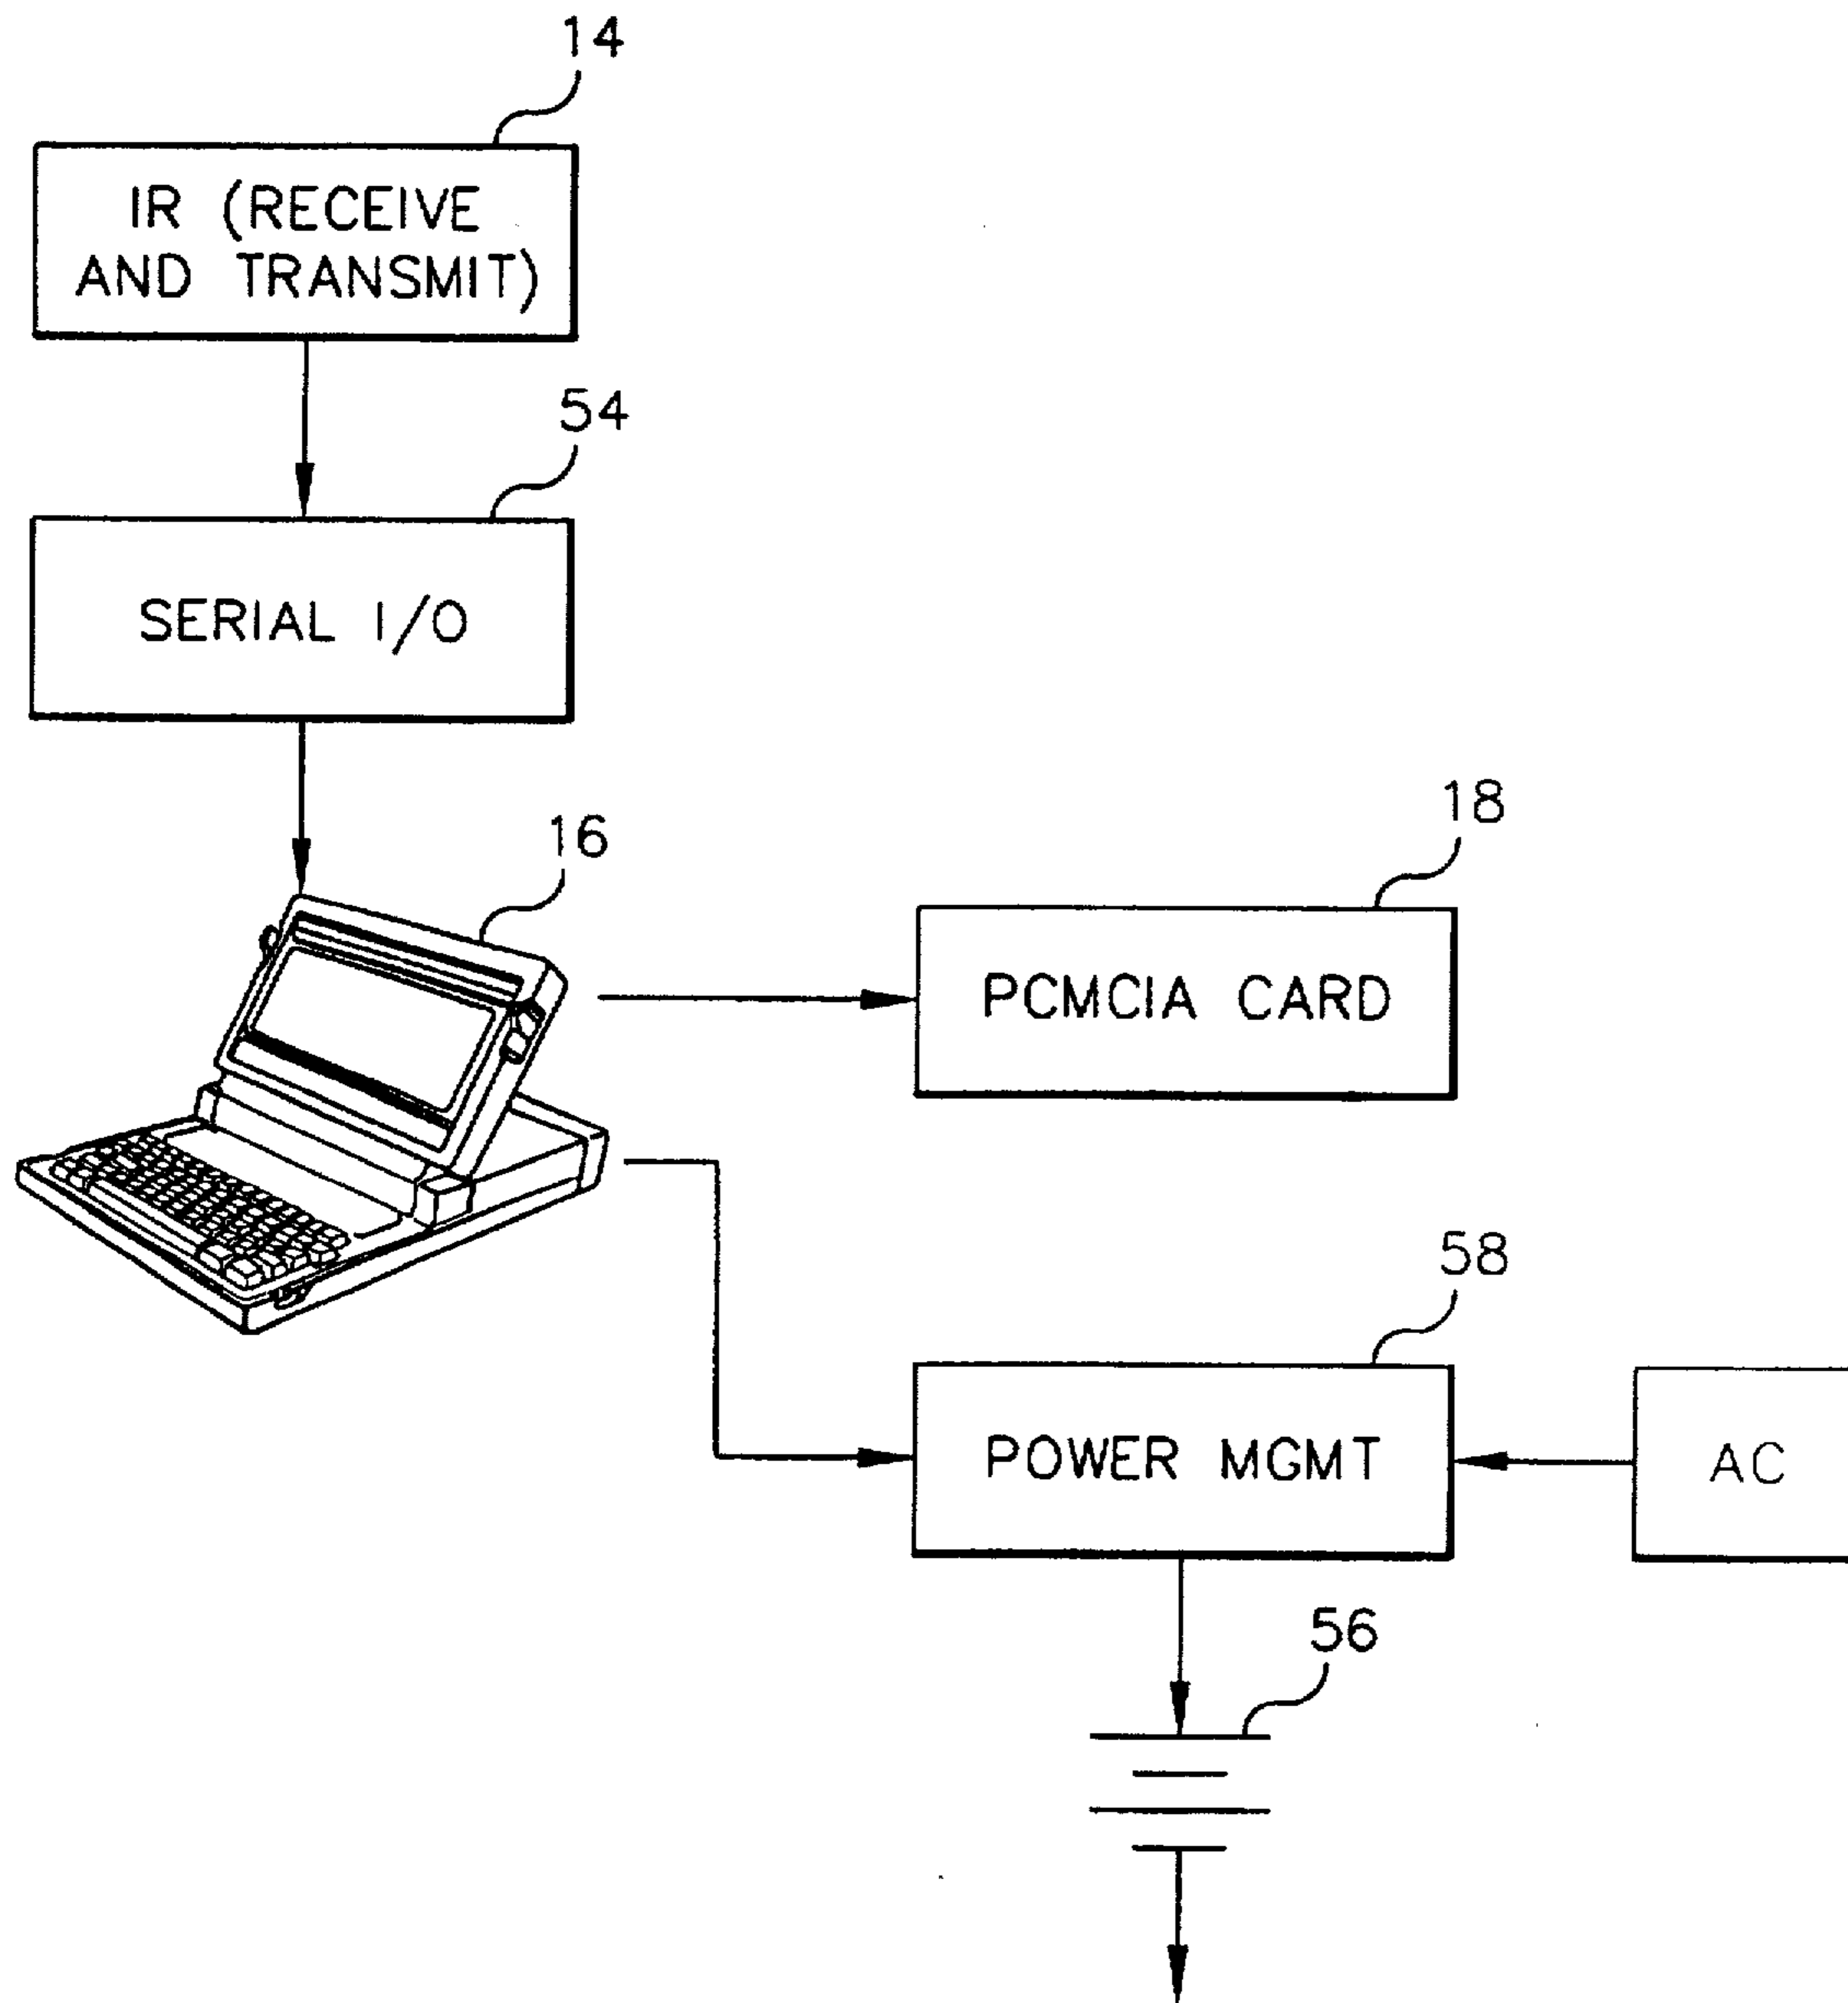 14
IR (RECEIVE
AND TRANSMIT)
54
SERIAL I/O
16
18
PCMCIA CARD
58
POWER MGMT
AC
56